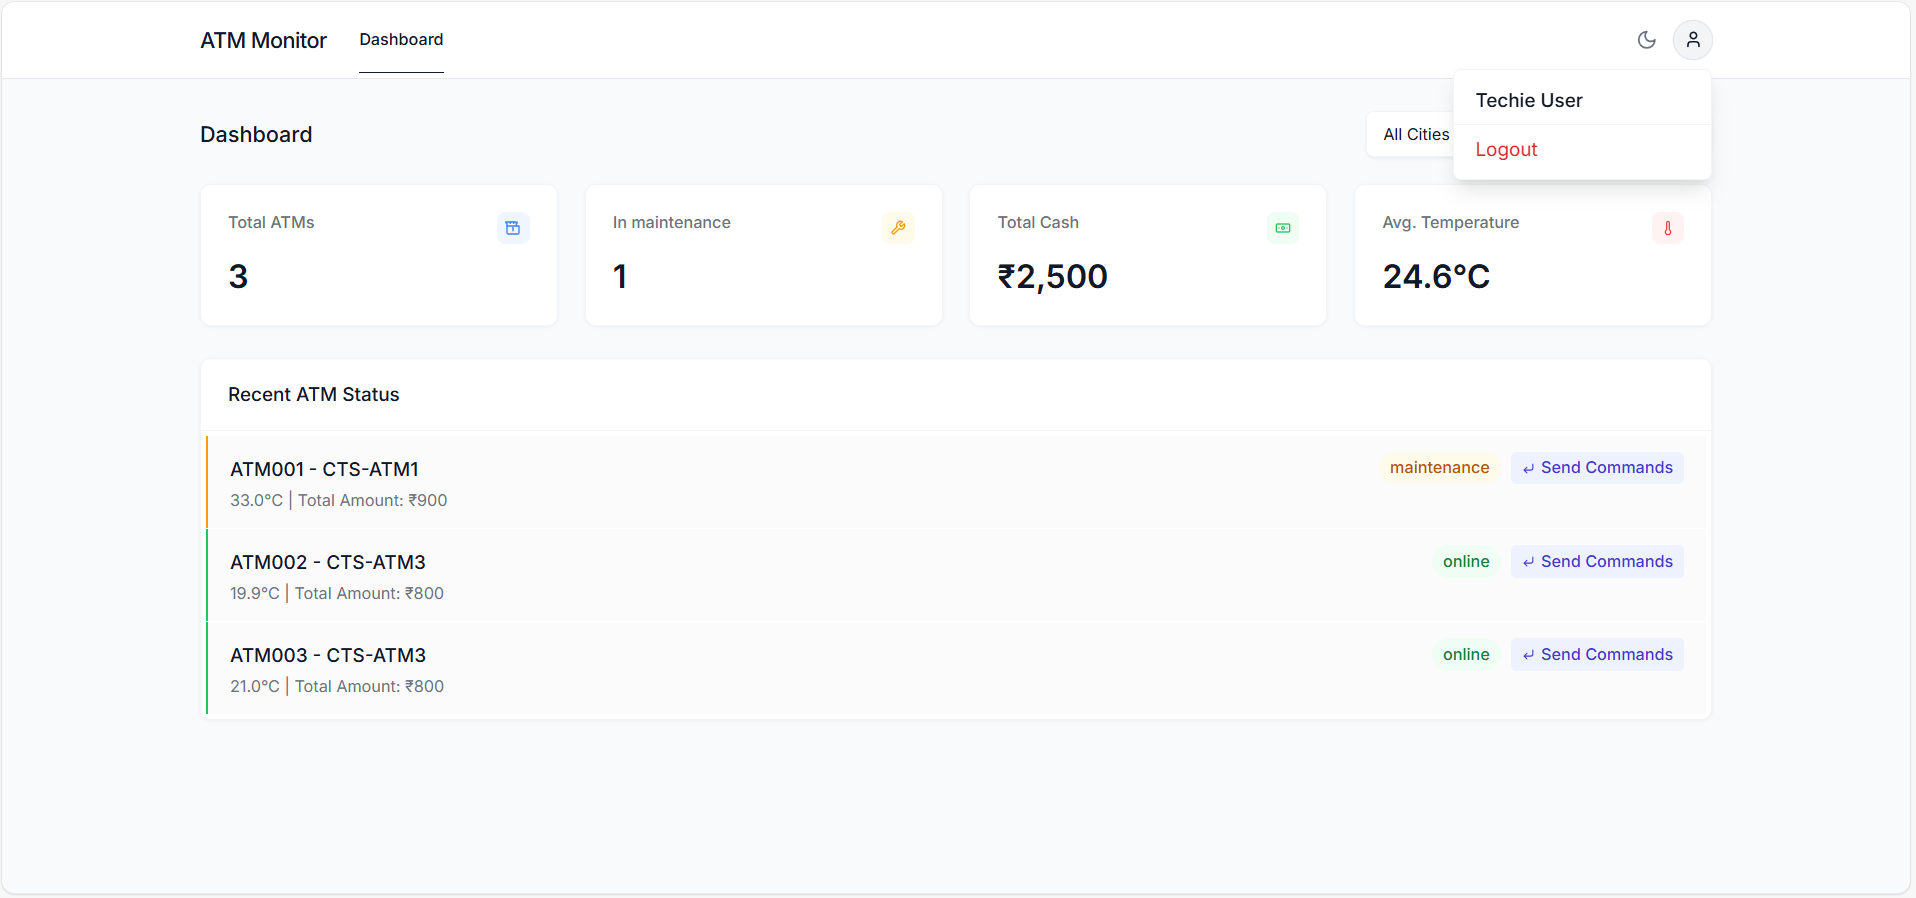 ATM Monitor
Dashboard
Techie User
Logout
Dashboard
All Cities
Total ATMs
3
In maintenance
1
Total Cash
₹2,500
Avg. Temperature
24.6°C
Recent ATM Status
ATM001 - CTS-ATM1
33.0°C | Total Amount: ₹900
maintenance
Send Commands
ATM002 - CTS-ATM3
19.9°C | Total Amount: ₹800
online
Send Commands
ATM003 - CTS-ATM3
21.0°C | Total Amount: ₹800
online
Send Commands